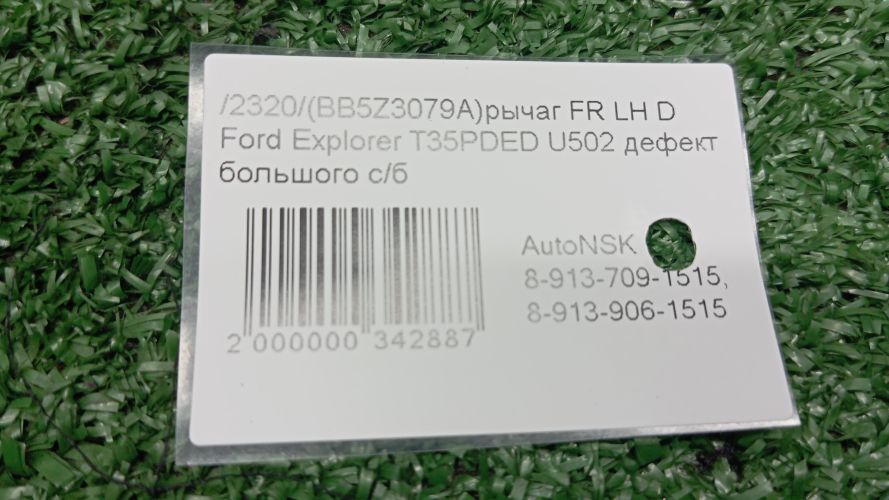 /2320/(BB5Z3079A)рычаг FR LH D
Ford Explorer T35PDED U502 дефект
большого с/б
AutoNSK
8-913-709-1515,
8-913-906-1515
2 000000 342887